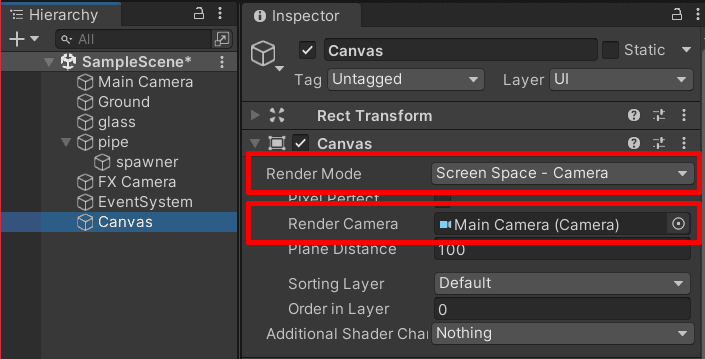 Hierarchy
All
SampleScene*
Main Camera
Ground
glass
pipe
spawner
FX Camera
EventSystem
Canvas
Inspector
Canvas
Static
Tag Untagged Layer UI
Rect Transform
Canvas
Render Mode Screen Space - Camera
Pixel Perfect
Render Camera Main Camera (Camera)
Plane Distance 100
Sorting Layer Default
Order in Layer 0
Additional Shader Chan Nothing